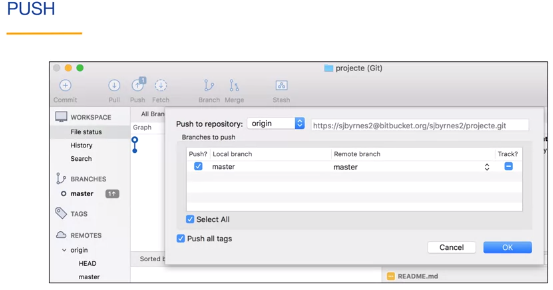 PUSH
projecte (Git)
1
Commit Pull Push Fetch Branch Merge Stash
WORKSPACE
File status
History
Search
BRANCHES
master 1↑
TAGS
REMOTES
origin
HEAD
master
All Bran
Graph
Sorted b
Push to repository: origin https://sjbyrnes2@bitbucket.org/sjbyrnes2/projecte.git
Branches to push
Push? Local branch Remote branch Track?
master master
Select All
Push all tags
Cancel OK
README.md